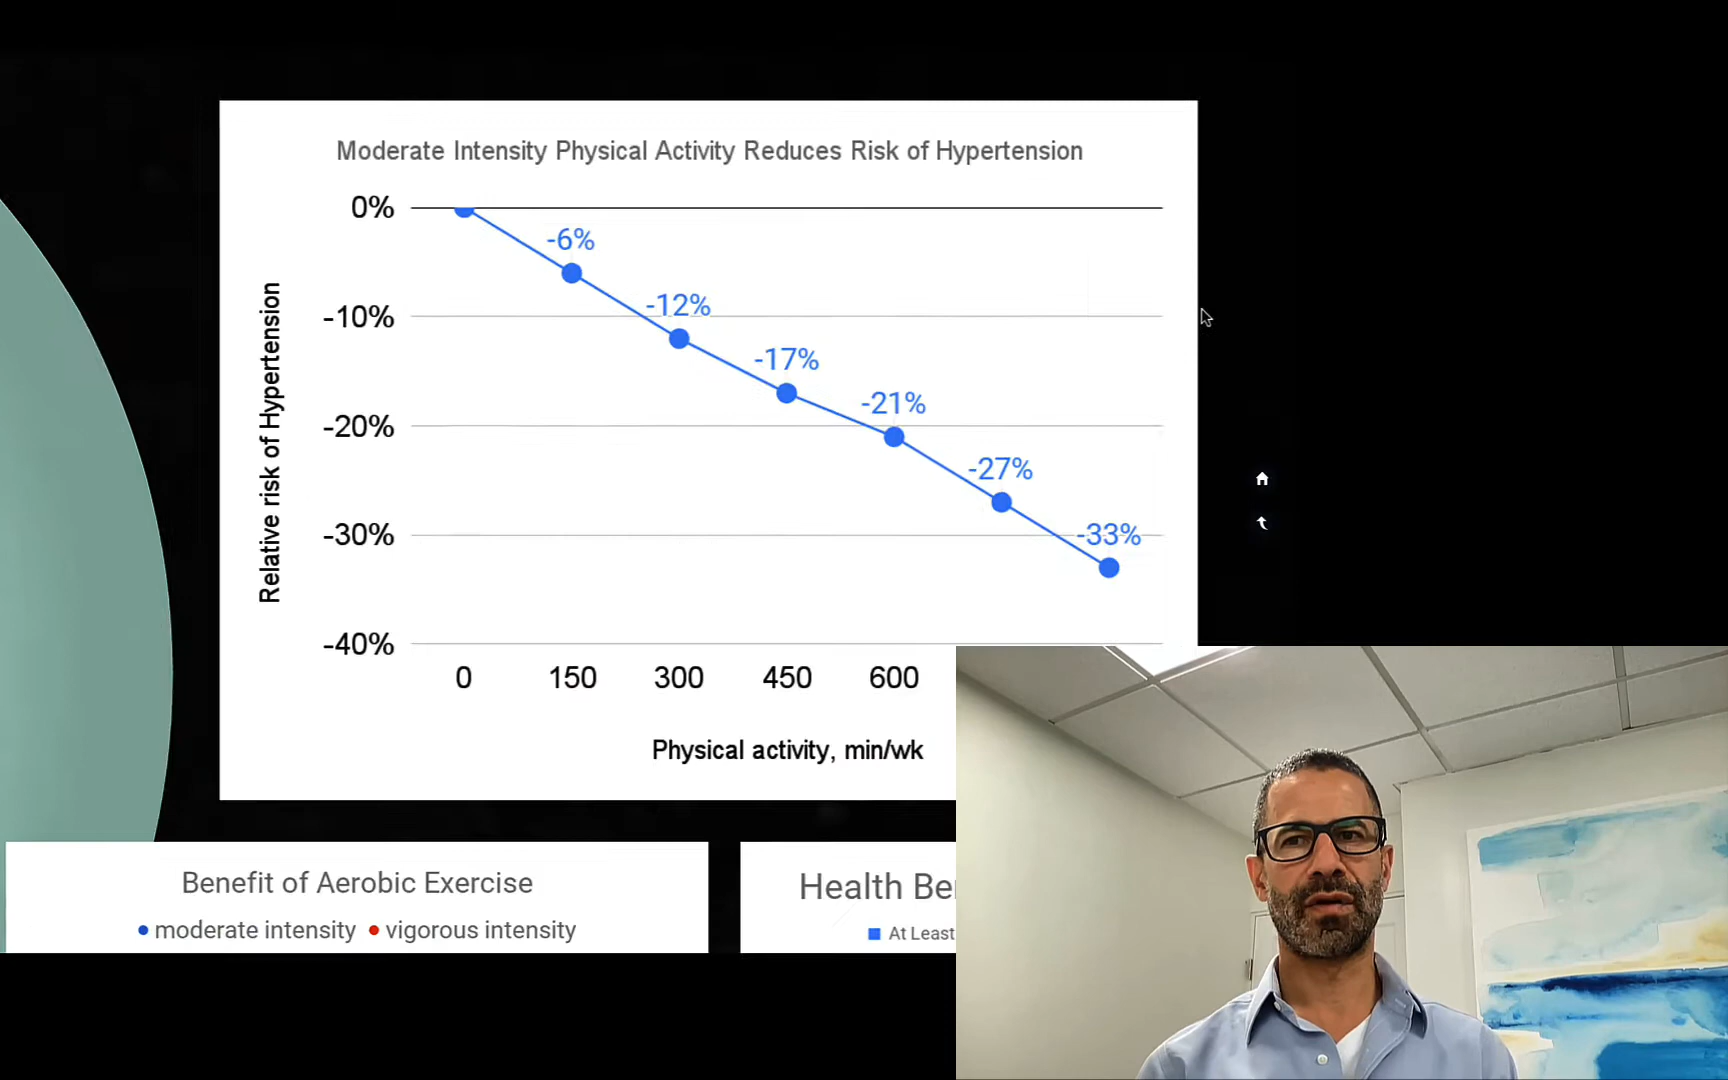 Moderate Intensity Physical Activity Reduces Risk of Hypertension
0%
-6%
-12%
-10%
-17%
-21%
-20%
-27%
-33%
-30%
-40%
Relative risk of Hypertension
0 150 300 450 600
Physical activity, min/wk
Benefit of Aerobic Exercise
moderate intensity vigorous intensity
Health Be
At Least